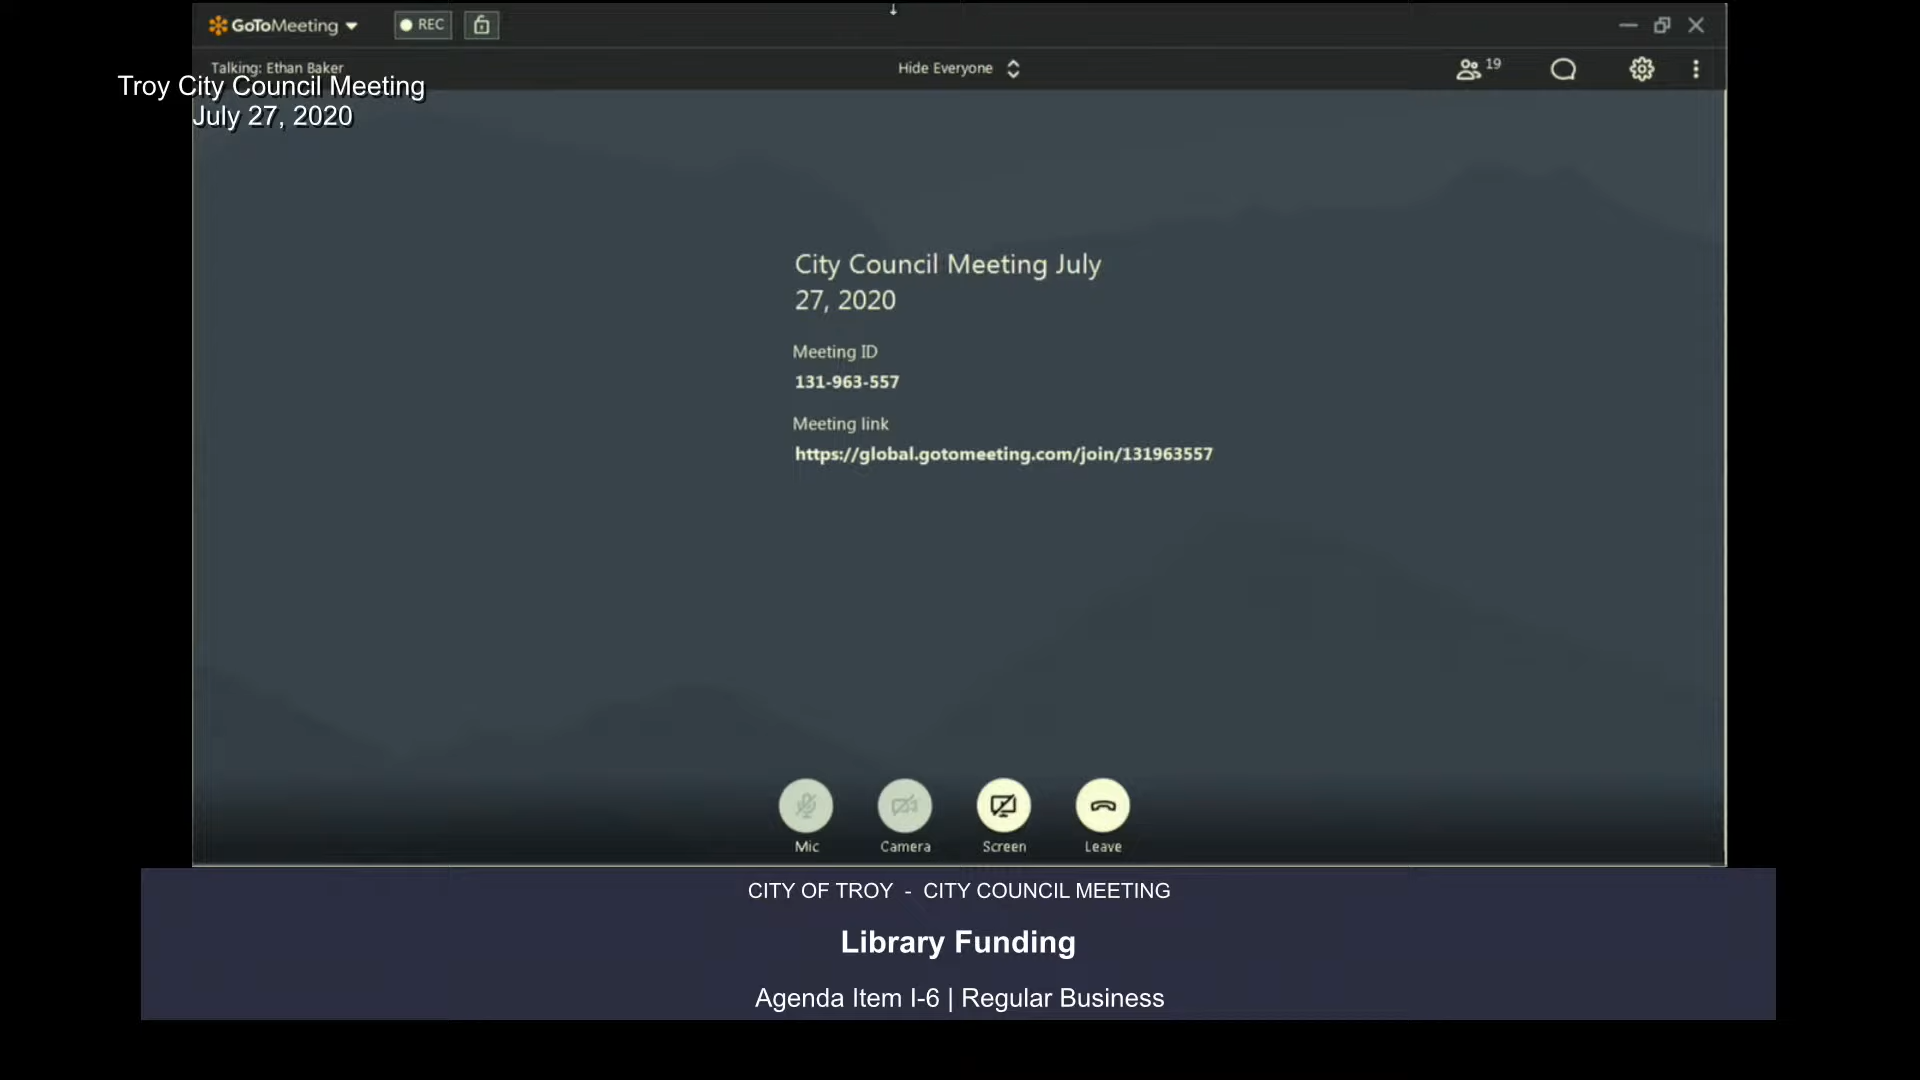 GoToMeeting
REC
Talking: Ethan Baker
Hide Everyone
19
Troy City Council Meeting
July 27, 2020
City Council Meeting July
27, 2020
Meeting ID
131-963-557
Meeting link
https://global.gotomeeting.com/join/131963557
Mic
Camera
Screen
Leave
CITY OF TROY - CITY COUNCIL MEETING
Library Funding
Agenda Item I-6 | Regular Business